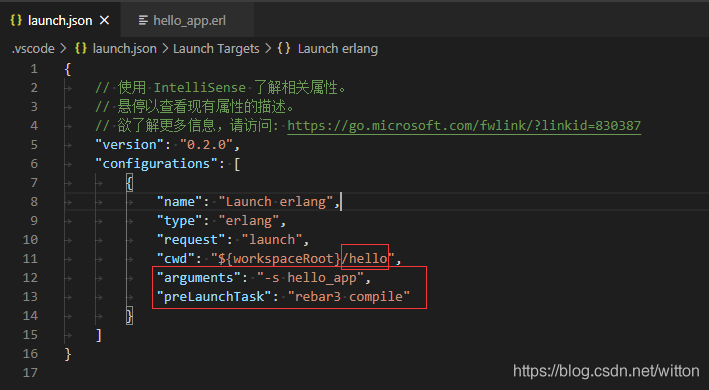 launch.json
hello_app.erl
.vscode > launch.json > Launch Targets > Launch erlang
1 {
2 // 使用 IntelliSense 了解相关属性。
3 // 悬停以查看现有属性的描述。
4 // 欲了解更多信息，请访问: https://go.microsoft.com/fwlink/?linkid=830387
5 "version": "0.2.0",
6 "configurations": [
7 {
8 "name": "Launch erlang",
9 "type": "erlang",
10 "request": "launch",
11 "cwd": "${workspaceRoot}/hello",
12 "arguments": "-s hello_app",
13 "preLaunchTask": "rebar3 compile"
14 }
15 ]
16 }
17
https://blog.csdn.net/witton